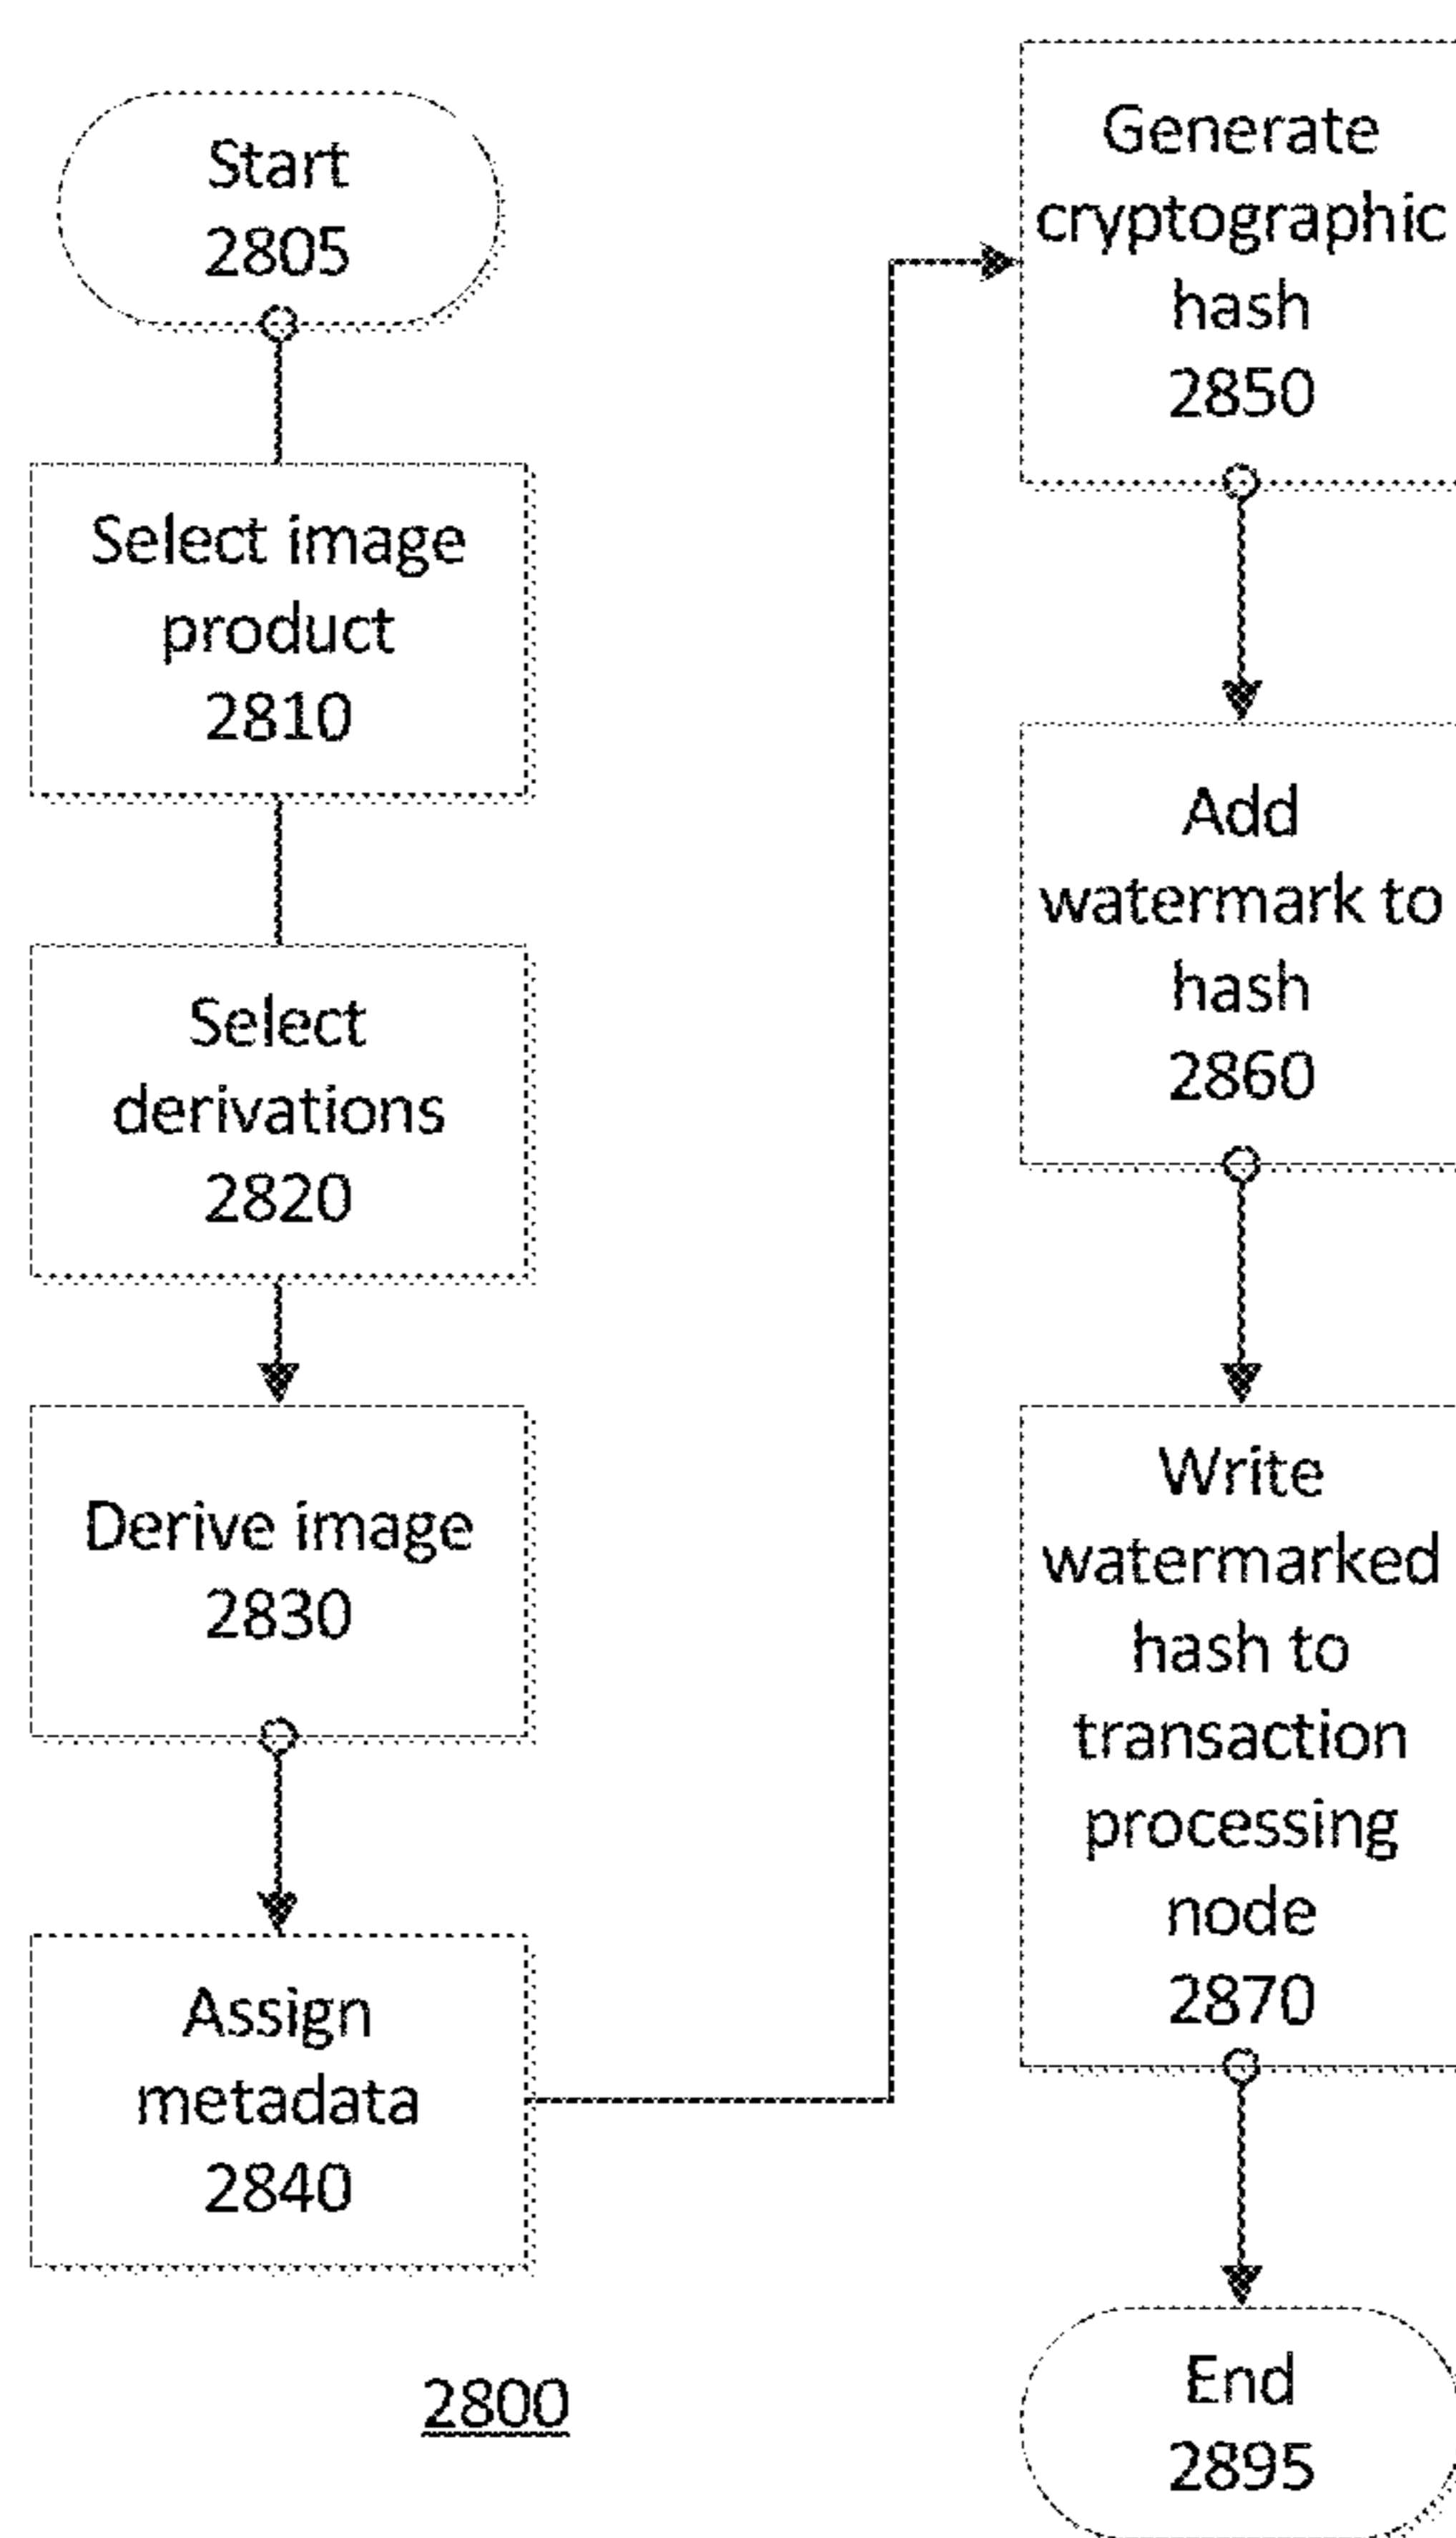 Start
2805
Select image
product
2810
Select
derivations
2820
Derive image
2830
Assign
metadata
2840
2800
Generate
cryptographic
hash
2850
Add
watermark to
hash
2860
Write
watermarked
hash to
transaction
processing
node
2870
End
2895